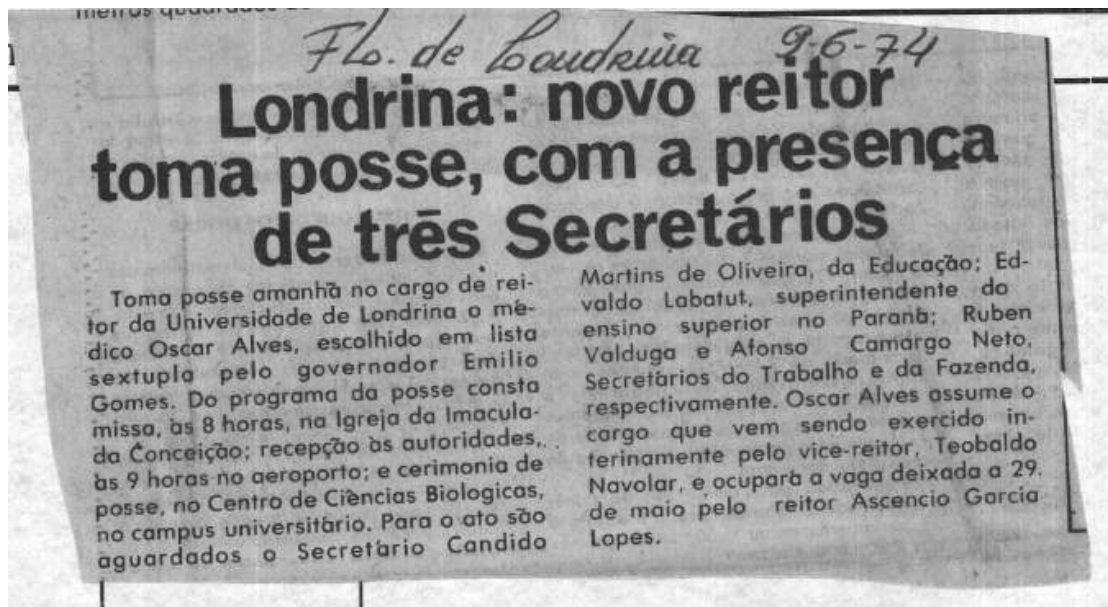 metros quadrados de
Flo. de Londrina 9-6-74
Londrina: novo reitor
toma posse, com a presença
de três Secretários
Toma posse amanhã no cargo de rei-
tor da Universidade de Londrina o mé-
dico Oscar Alves, escolhido em lista
sextupla pelo governador Emilio
Gomes. Do programa da posse consta
missa, às 8 horas, na Igreja da Imacula-
da Conceição; recepção às autoridades,
às 9 horas no aeroporto; e cerimonia de
posse, no Centro de Ciências Biologicas,
no campus universitário. Para o ato são
aguardados o Secretário Candido
Martins de Oliveira, da Educação; Ed-
valdo Labatut, superintendente do
ensino superior no Paraná; Ruben
Valduga e Afonso Camargo Neto,
Secretários do Trabalho e da Fazenda,
respectivamente. Oscar Alves assume o
cargo que vem sendo exercido in-
terinamente pelo vice-reitor, Teobaldo
Navolar, e ocupará a vaga deixada a 29.
de maio pelo reitor Ascencio Garcia
Lopes.